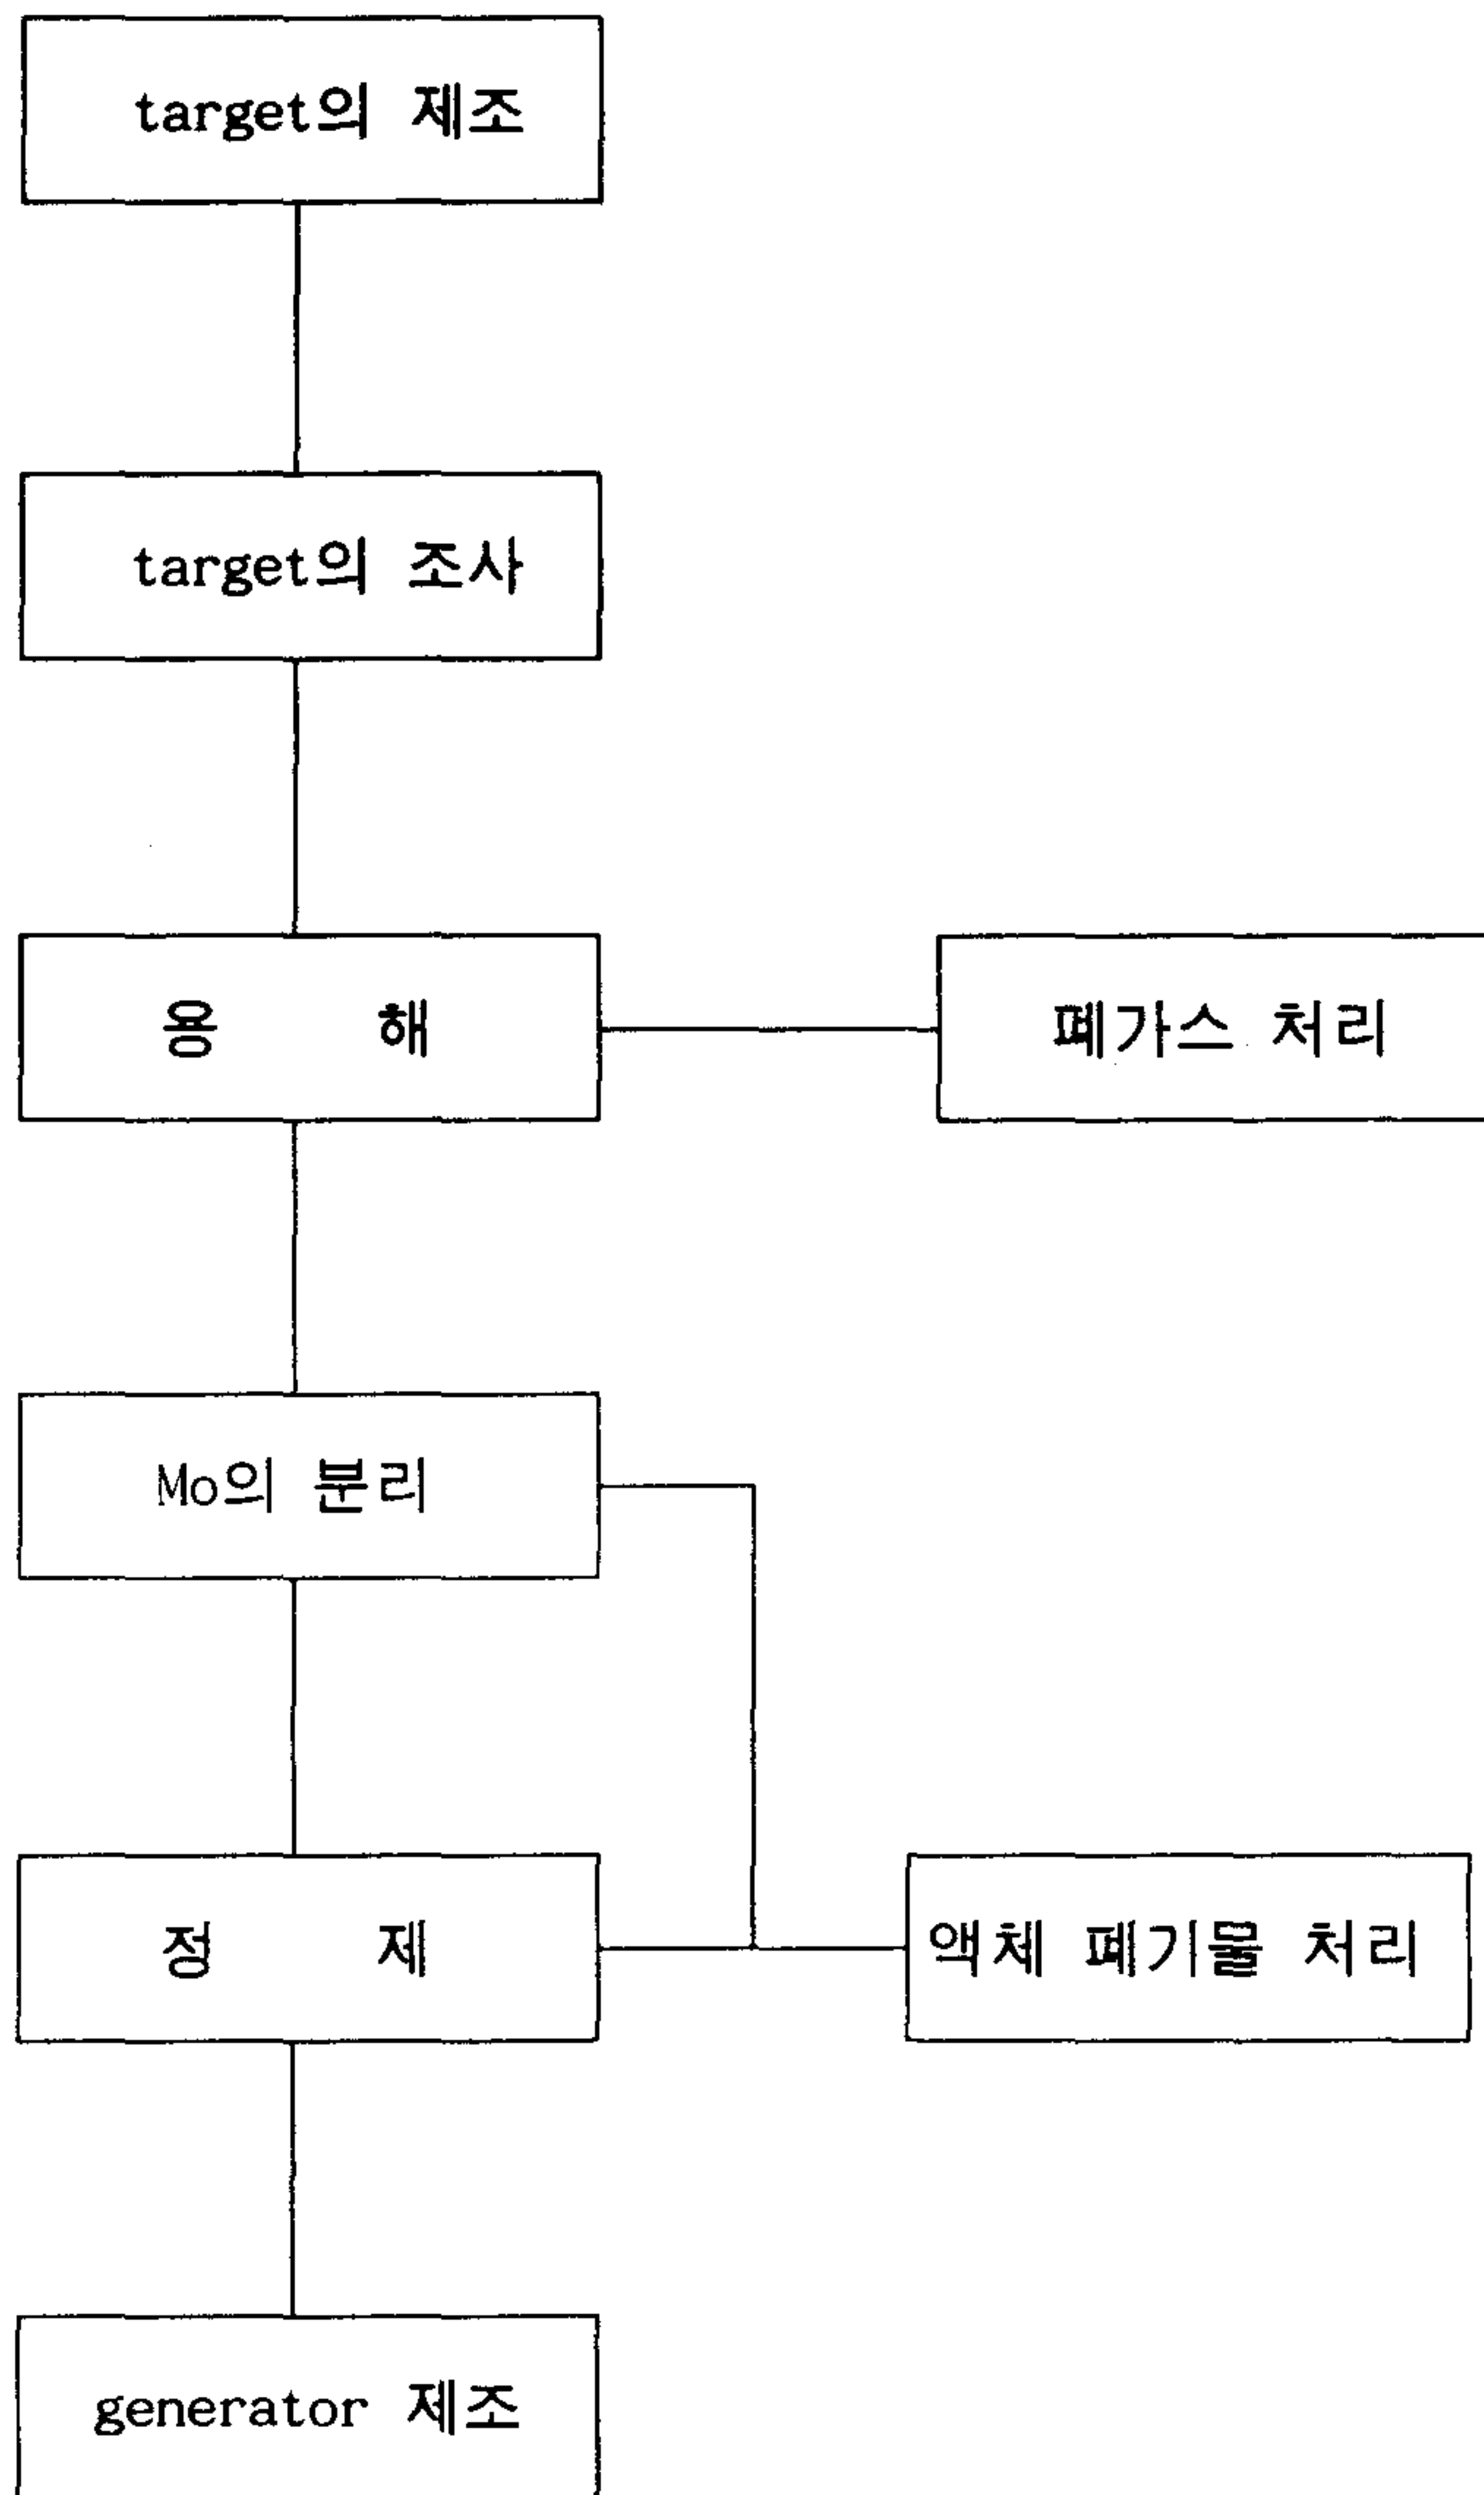 target의 제조
target의 조사
용 해
폐가스 처리
Mo의 분리
정 제
액체 폐기물 처리
generator 제조